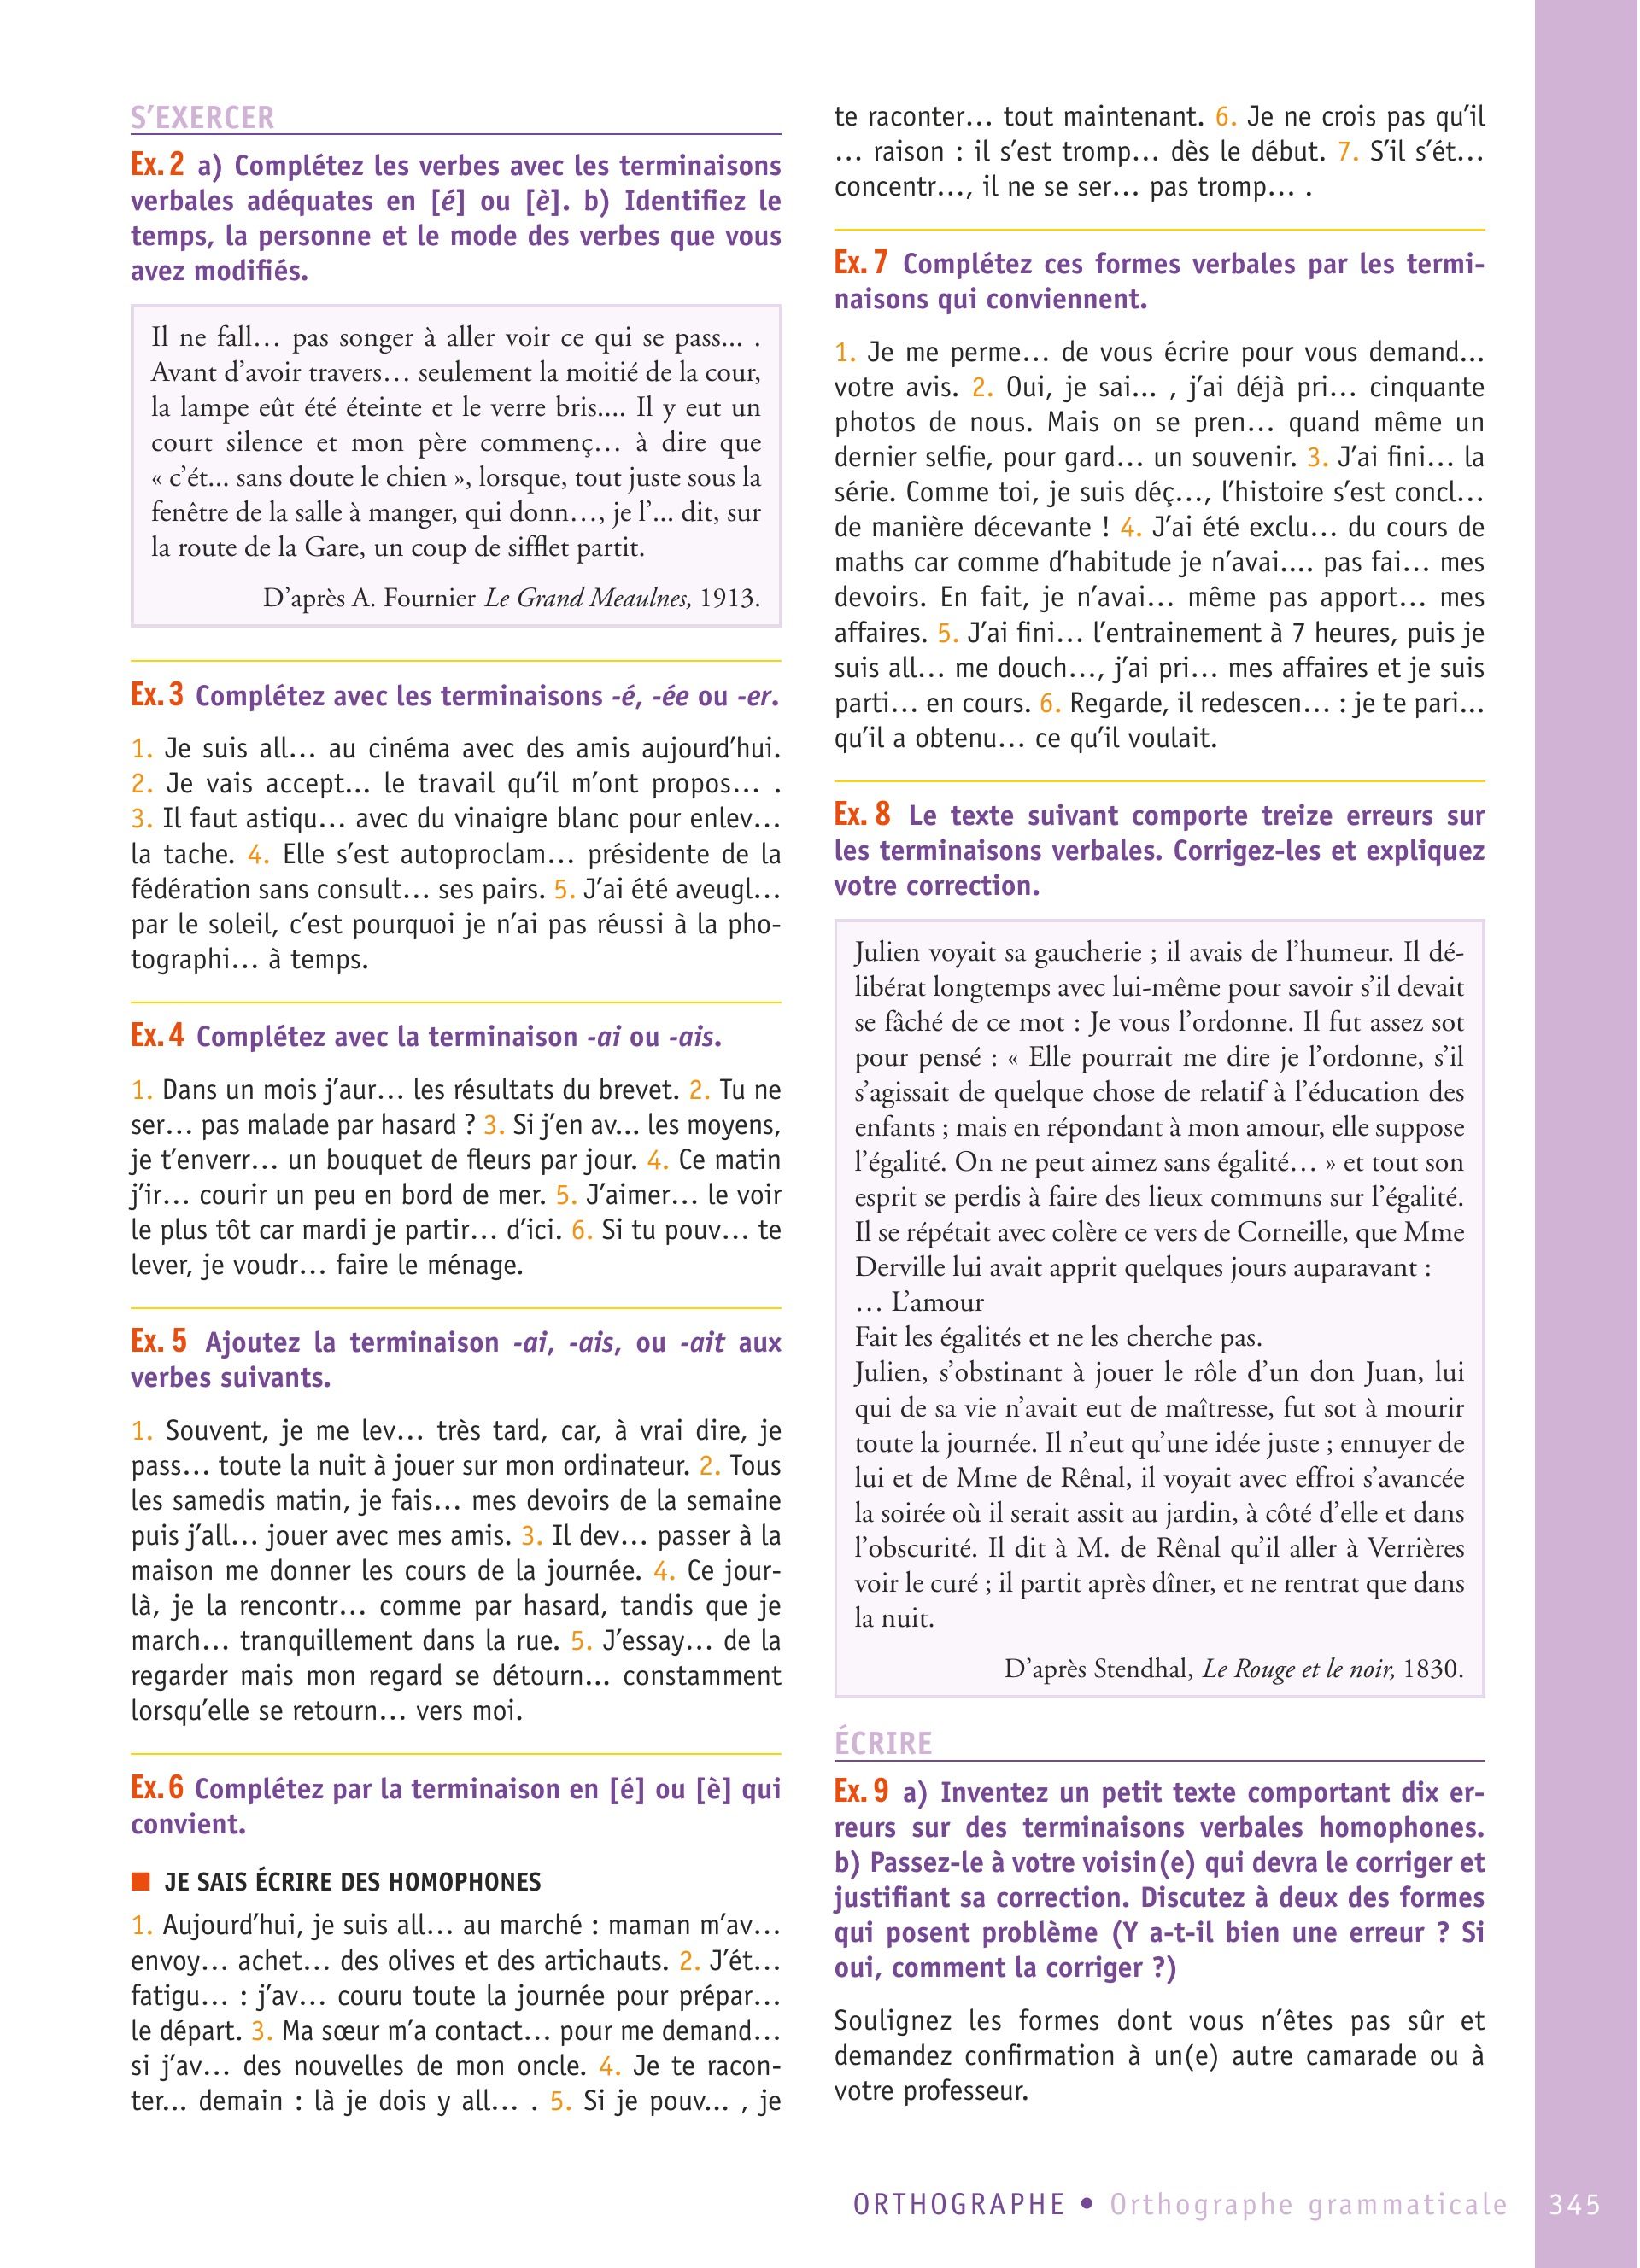 S’EXERCER
Ex. 2 a) Complétez les verbes avec les terminaisons
verbales adéquates en [é] ou [è]. b) Identifiez le
temps, la personne et le mode des verbes que vous
avez modifiés.
Il ne fall… pas songer à aller voir ce qui se pass... .
Avant d’avoir travers… seulement la moitié de la cour,
la lampe eût été éteinte et le verre bris.... Il y eut un
court silence et mon père commenç… à dire que
« c’ét... sans doute le chien », lorsque, tout juste sous la
fenêtre de la salle à manger, qui donn…, je l’... dit, sur
la route de la Gare, un coup de sifflet partit.
D’après A. Fournier Le Grand Meaulnes, 1913.
Ex. 3 Complétez avec les terminaisons -é, -ée ou -er.
1. Je suis all… au cinéma avec des amis aujourd’hui.
2. Je vais accept… le travail qu’il m’ont propos… .
3. Il faut astiqu… avec du vinaigre blanc pour enlev…
la tache. 4. Elle s’est autoproclam… présidente de la
fédération sans consult… ses pairs. 5. J’ai été aveugl…
par le soleil, c’est pourquoi je n’ai pas réussi à la pho-
tographi… à temps.
Ex. 4 Complétez avec la terminaison -ai ou -ais.
1. Dans un mois j’aur… les résultats du brevet. 2. Tu ne
ser… pas malade par hasard ? 3. Si j’en av... les moyens,
je t’enverr… un bouquet de fleurs par jour. 4. Ce matin
j’ir… courir un peu en bord de mer. 5. J’aimer… le voir
le plus tôt car mardi je partir… d’ici. 6. Si tu pouv… te
lever, je voudr… faire le ménage.
Ex. 5 Ajoutez la terminaison -ai, -ais, ou -ait aux
verbes suivants.
1. Souvent, je me lev… très tard, car, à vrai dire, je
pass… toute la nuit à jouer sur mon ordinateur. 2. Tous
les samedis matin, je fais… mes devoirs de la semaine
puis j’all… jouer avec mes amis. 3. Il dev… passer à la
maison me donner les cours de la journée. 4. Ce jour-
là, je la rencontr… comme par hasard, tandis que je
march… tranquillement dans la rue. 5. J’essay… de la
regarder mais mon regard se détourn… constamment
lorsqu’elle se retourn… vers moi.
Ex. 6 Complétez par la terminaison en [é] ou [è] qui
convient.
■ JE SAIS ÉCRIRE DES HOMOPHONES
1. Aujourd’hui, je suis all… au marché : maman m’av…
envoy… achet… des olives et des artichauts. 2. J’ét…
fatigu… : j’av… couru toute la journée pour prépar…
le départ. 3. Ma sœur m’a contact… pour me demand…
si j’av… des nouvelles de mon oncle. 4. Je te racon-
ter… demain : là je dois y all… . 5. Si je pouv… , je
te raconter… tout maintenant. 6. Je ne crois pas qu’il
… raison : il s’est tromp… dès le début. 7. S’il s’ét…
concentr…, il ne se ser… pas tromp… .
Ex. 7 Complétez ces formes verbales par les termi-
naisons qui conviennent.
1. Je me perme… de vous écrire pour vous demand…
votre avis. 2. Oui, je sai… , j’ai déjà pri… cinquante
photos de nous. Mais on se pren… quand même un
dernier selfie, pour gard… un souvenir. 3. J’ai fini… la
série. Comme toi, je suis déç…, l’histoire s’est concl…
de manière décevante ! 4. J’ai été exclu… du cours de
maths car comme d’habitude je n’avai.... pas fai… mes
devoirs. En fait, je n’avai… même pas apport… mes
affaires. 5. J’ai fini… l’entrainement à 7 heures, puis je
suis all… me douch…, j’ai pri… mes affaires et je suis
parti… en cours. 6. Regarde, il redescen… : je te pari…
qu’il a obtenu… ce qu’il voulait.
Ex. 8 Le texte suivant comporte treize erreurs sur
les terminaisons verbales. Corrigez-les et expliquez
votre correction.
Julien voyait sa gaucherie ; il avais de l’humeur. Il dé-
libérat longtemps avec lui-même pour savoir s’il devait
se fâché de ce mot : Je vous l’ordonne. Il fut assez sot
pour pensé : « Elle pourrait me dire je l’ordonne, s’il
s’agissait de quelque chose de relatif à l’éducation des
enfants ; mais en répondant à mon amour, elle suppose
l’égalité. On ne peut aimez sans égalité… » et tout son
esprit se perdis à faire des lieux communs sur l’égalité.
Il se répétait avec colère ce vers de Corneille, que Mme
Derville lui avait apprit quelques jours auparavant :
… L’amour
Fait les égalités et ne les cherche pas.
Julien, s’obstinant à jouer le rôle d’un don Juan, lui
qui de sa vie n’avait eut de maîtresse, fut sot à mourir
toute la journée. Il n’eut qu’une idée juste ; ennuyer de
lui et de Mme de Rênal, il voyait avec effroi s’avancée
la soirée où il serait assit au jardin, à côté d’elle et dans
l’obscurité. Il dit à M. de Rênal qu’il aller à Verrières
voir le curé ; il partit après dîner, et ne rentrat que dans
la nuit.
D’après Stendhal, Le Rouge et le noir, 1830.
ÉCRIRE
Ex. 9 a) Inventez un petit texte comportant dix er-
reurs sur des terminaisons verbales homophones.
b) Passez-le à votre voisin(e) qui devra le corriger et
justifiant sa correction. Discutez à deux des formes
qui posent problème (Y a-t-il bien une erreur ? Si
oui, comment la corriger ?)
Soulignez les formes dont vous n’êtes pas sûr et
demandez confirmation à un(e) autre camarade ou à
votre professeur.
ORTHOGRAPHE • Orthographe grammaticale 345